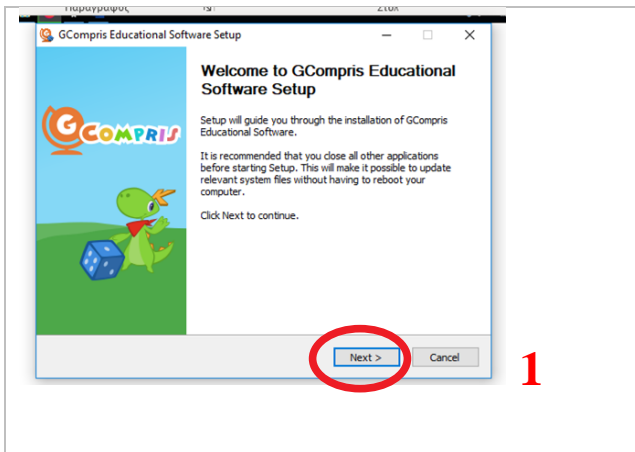 Παράγραφος
GCompris Educational Software Setup
Welcome to GCompris Educational
Software Setup
GCOMPRIS
Setup will guide you through the installation of GCompris
Educational Software.
It is recommended that you close all other applications
before starting Setup. This will make it possible to update
relevant system files without having to reboot your
computer.
Click Next to continue.
Next >
Cancel
1